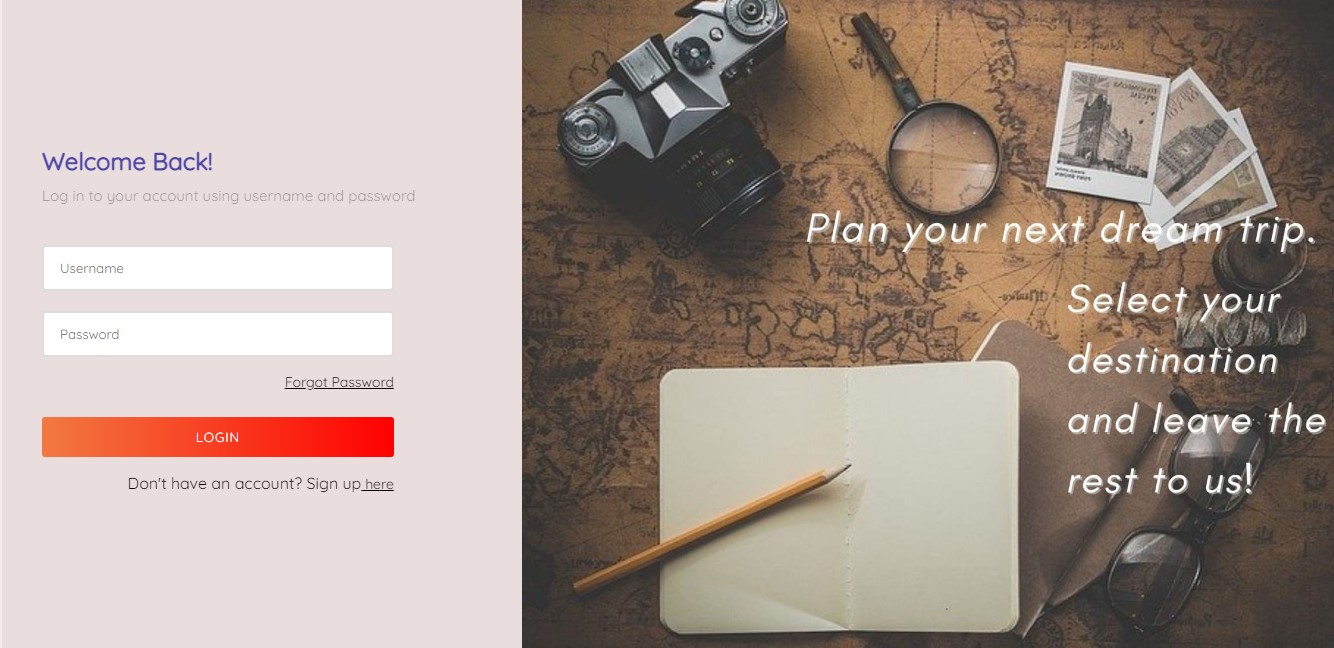 Welcome Back!
Log in to your account using username and password
Username
Password
Forgot Password
LOGIN
Don't have an account? Sign up here
Plan your next dream trip.
Select your
destination
and leave the
rest to us!